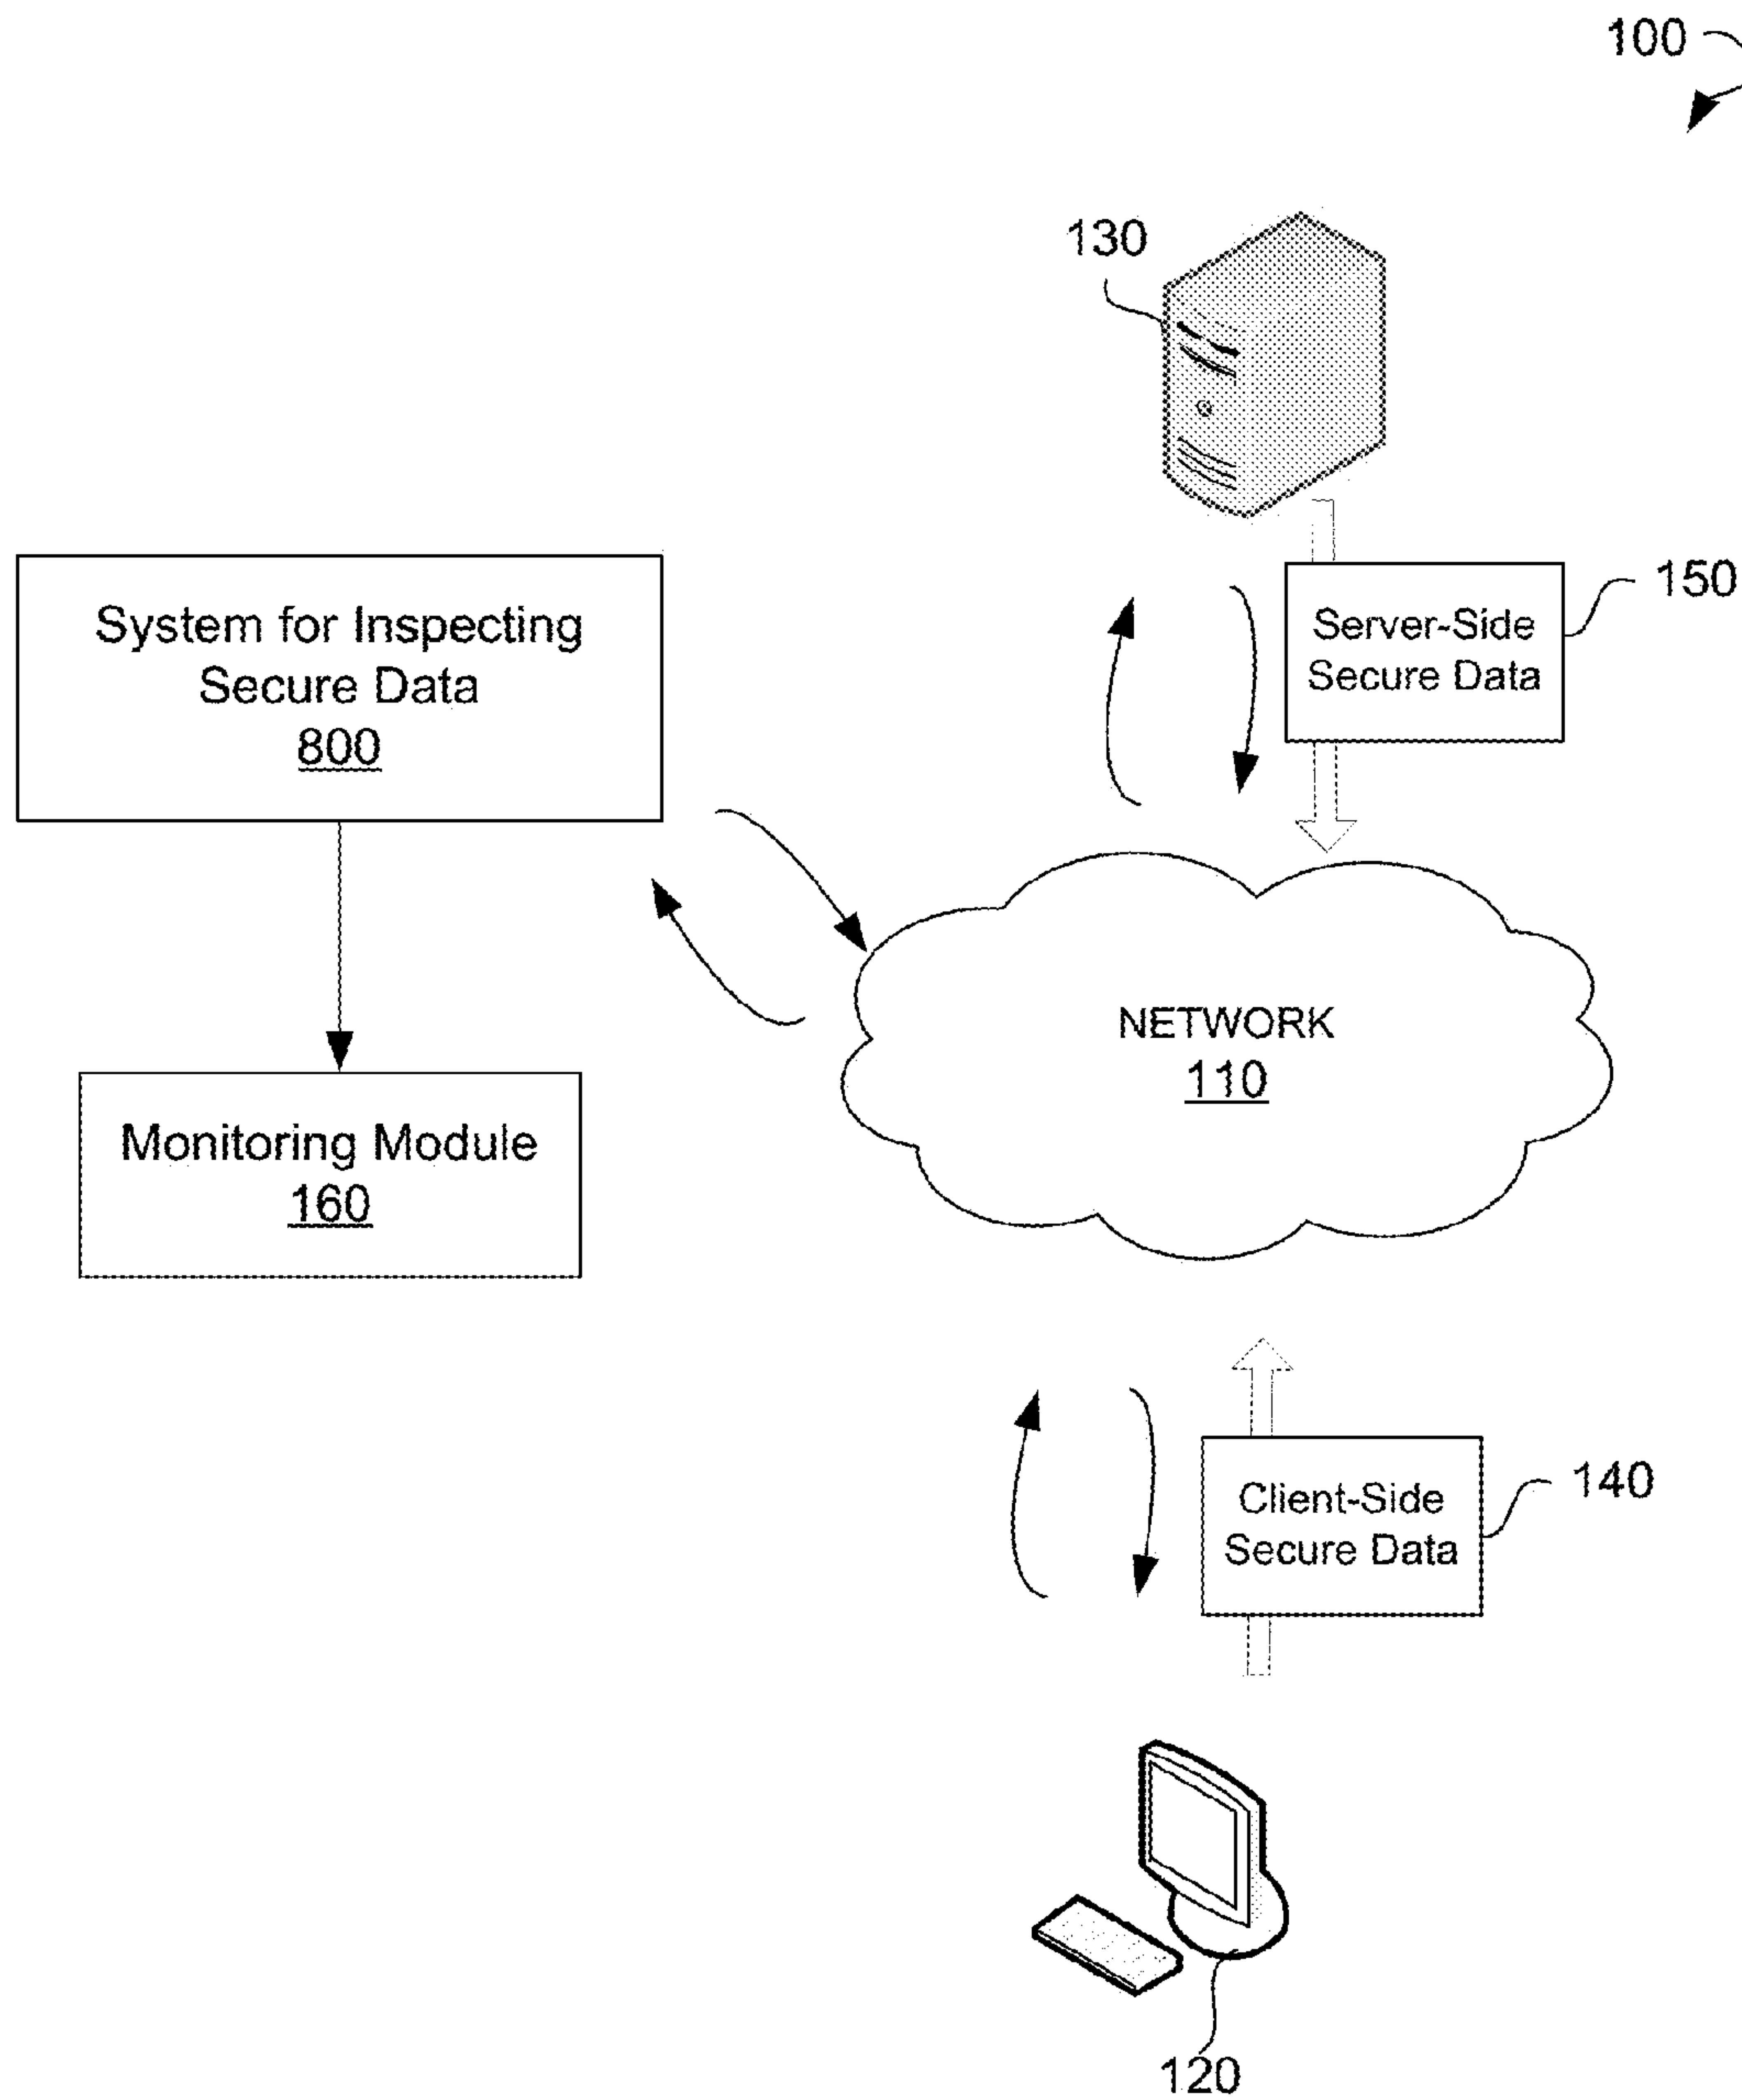 100
130
150
Server-Side
Secure Data
System for Inspecting
Secure Data
800
NETWORK
110
Monitoring Module
160
140
Client-Side
Secure Data
120